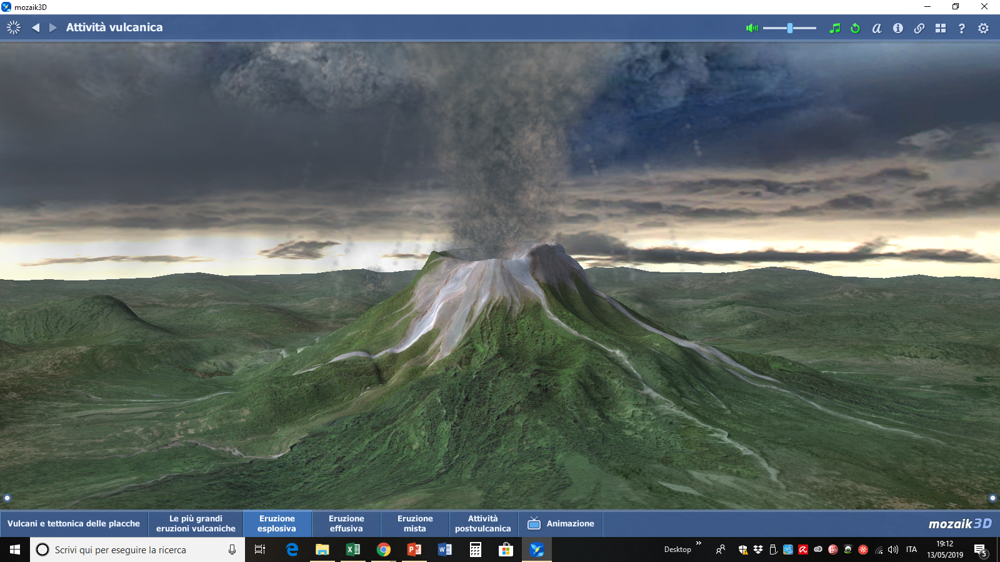 mozaik3D
Attività vulcanica
Vulcani e tettonica delle placche
Le più grandi
eruzioni vulcaniche
Eruzione
esplosiva
Eruzione
effusiva
Eruzione
mista
Attività
postvulcanica
Animazione
mozaik3D
Scrivi qui per eseguire la ricerca
Desktop
ITA
19:12
13/05/2019
5